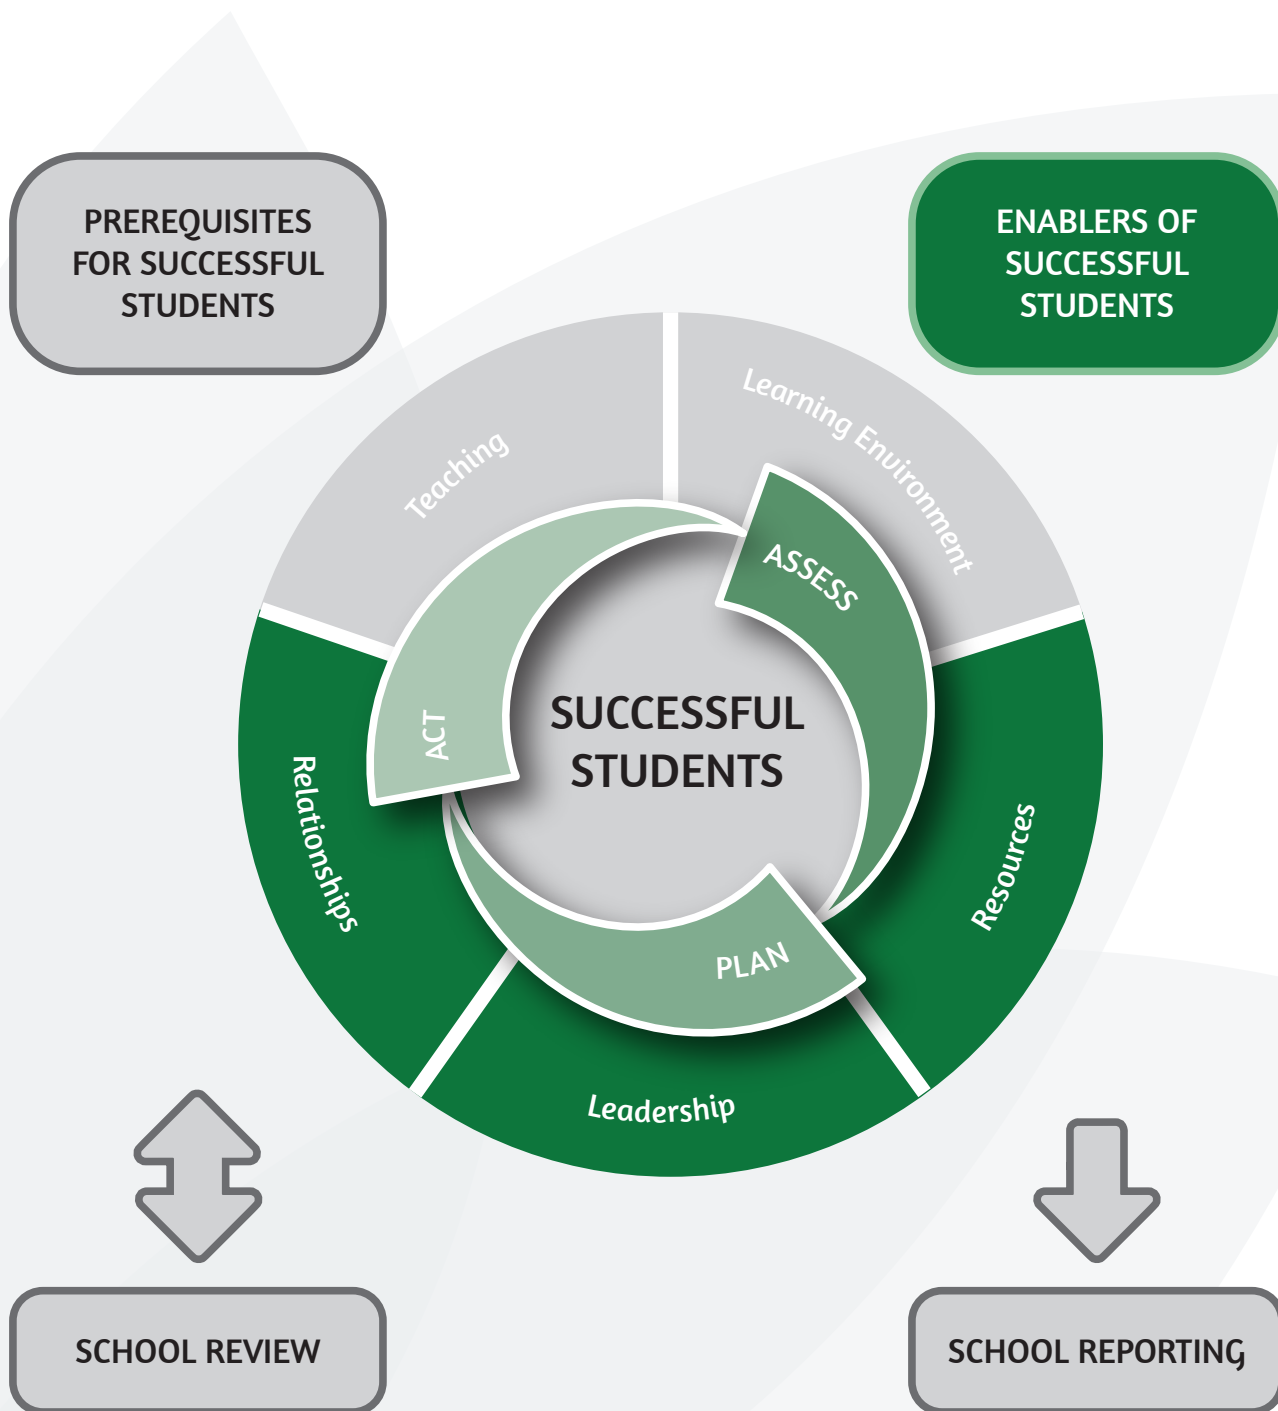 PREREQUISITES
FOR SUCCESSFUL
STUDENTS
ENABLERS OF
SUCCESSFUL
STUDENTS
Teaching
Learning Environment
ASSESS
ACT
SUCCESSFUL
STUDENTS
Relationships
Resources
PLAN
Leadership
SCHOOL REVIEW
SCHOOL REPORTING